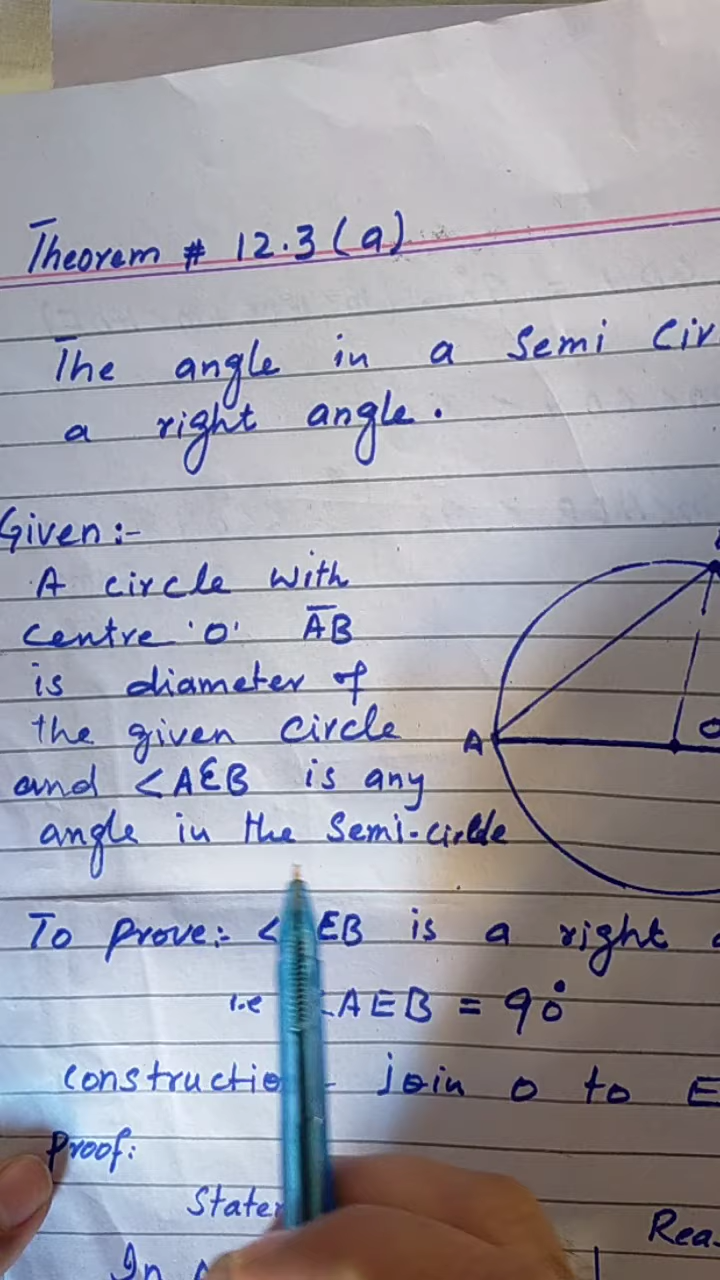 Theorem # 12.3(a)
The angle in a Semi Cir
a right angle.
Given:-
A circle with
centre 'O' AB
is diameter of
the given circle
and <AEB is any
angle in the Semi-cirlde
A
O
To prove:- < EB is a right
i.e <AEB = 90°
Constructio - join O to E
Proof:
State
Rea
In